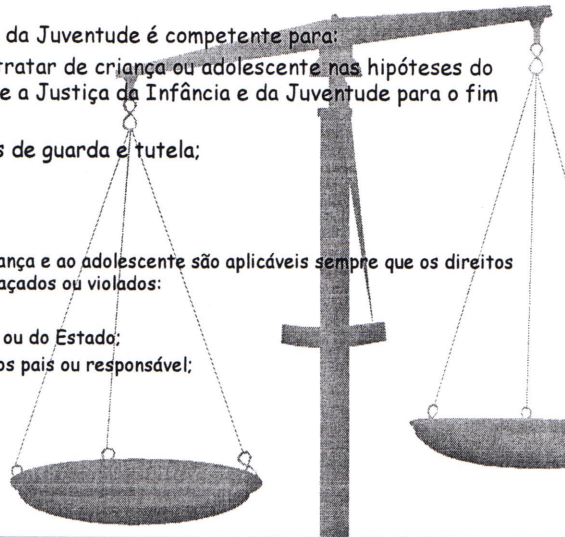 da Juventude é competente para:
tratar de criança ou adolescente nas hipóteses do
e a Justiça da Infância e da Juventude para o fim
s de guarda e tutela;
ança e ao adolescente são aplicáveis sempre que os direitos
açados ou violados:
ou do Estado;
os pais ou responsável;